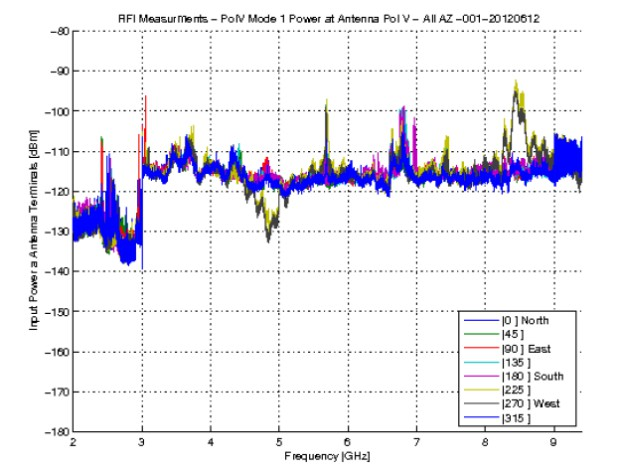 RFI Measurments - PolV Mode 1 Power at Antenna Pol V - All AZ -001-20120612
Input Power a Antenna Terminals [dBm]
-80
-90
-100
-110
-120
-130
-140
-150
-160
-170
-180
2 3 4 5 6 7 8 9
Frequency [GHz]
[0 ] North
[45 ]
[90 ] East
[135 ]
[180 ] South
[225 ]
[270 ] West
[315 ]